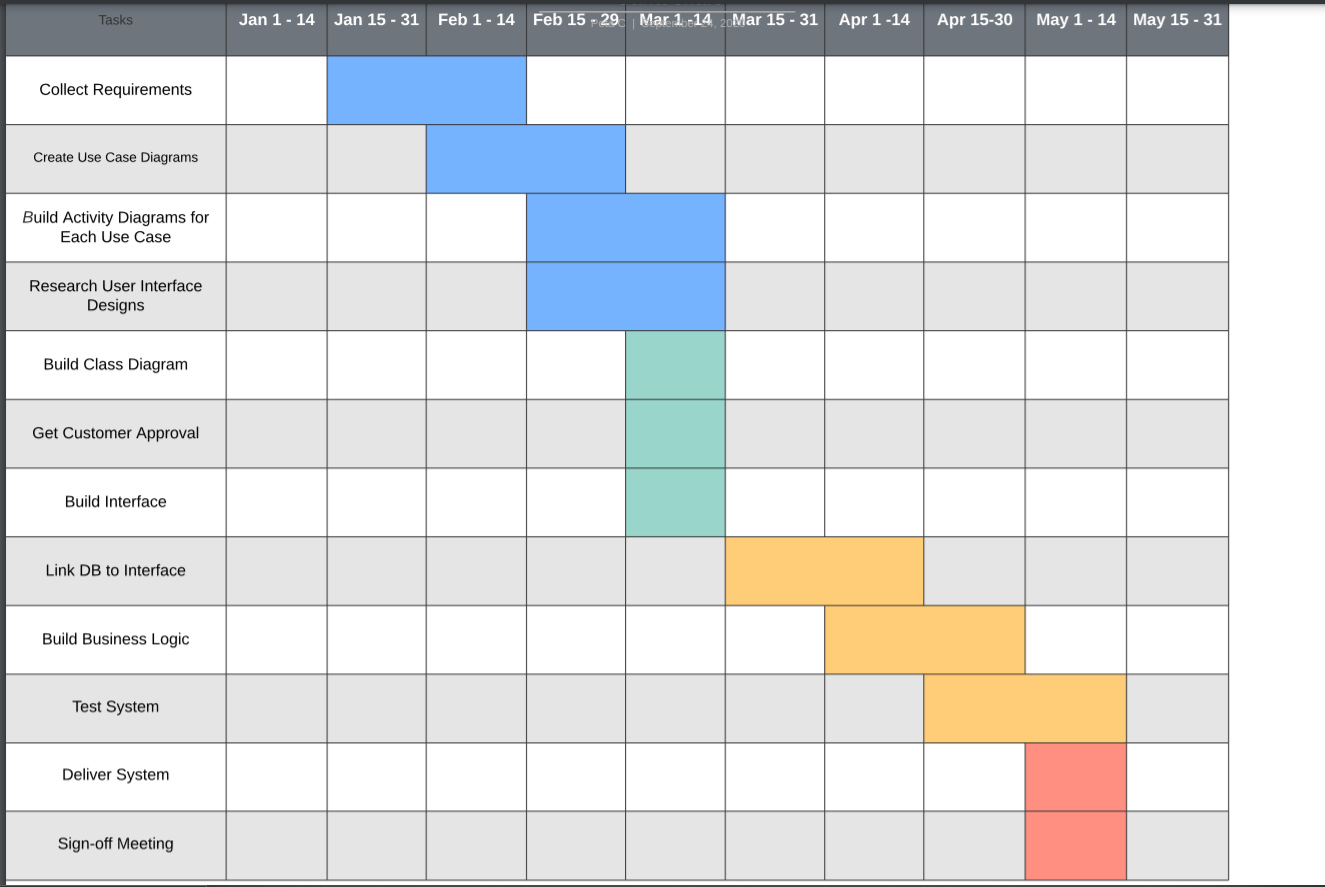 Tasks Jan 1 - 14 Jan 15 - 31 Feb 1 - 14 Feb 15 - 29 Mar 1 -14 Mar 15 - 31 Apr 1 -14 Apr 15-30 May 1 - 14 May 15 - 31
Collect Requirements
Create Use Case Diagrams
Build Activity Diagrams for
Each Use Case
Research User Interface
Designs
Build Class Diagram
Get Customer Approval
Build Interface
Link DB to Interface
Build Business Logic
Test System
Deliver System
Sign-off Meeting